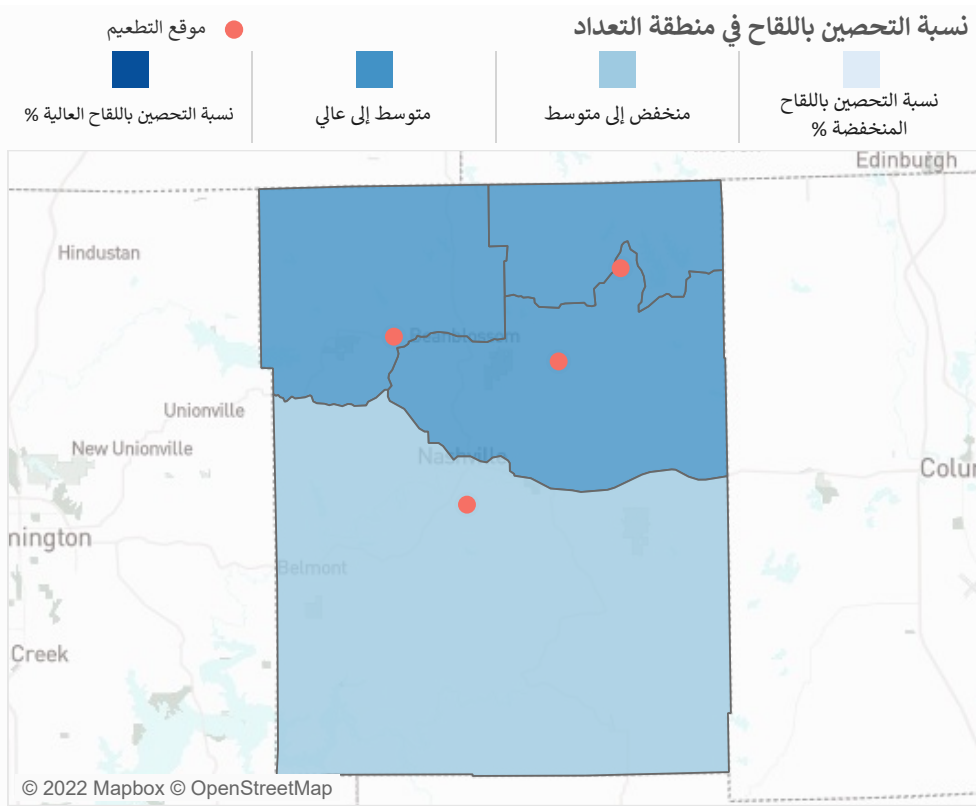 نسبة التحصين باللقاح في منطقة التعداد
موقع التطعيم
نسبة التحصين باللقاح
المنخفضة %
منخفض إلى متوسط
متوسط إلى عالي
نسبة التحصين باللقاح العالية %
Edinburgh
Hindustan
Beanblossom
Unionville
New Unionville
Nashville
Colu
nington
Belmont
Creek
© 2022 Mapbox © OpenStreetMap